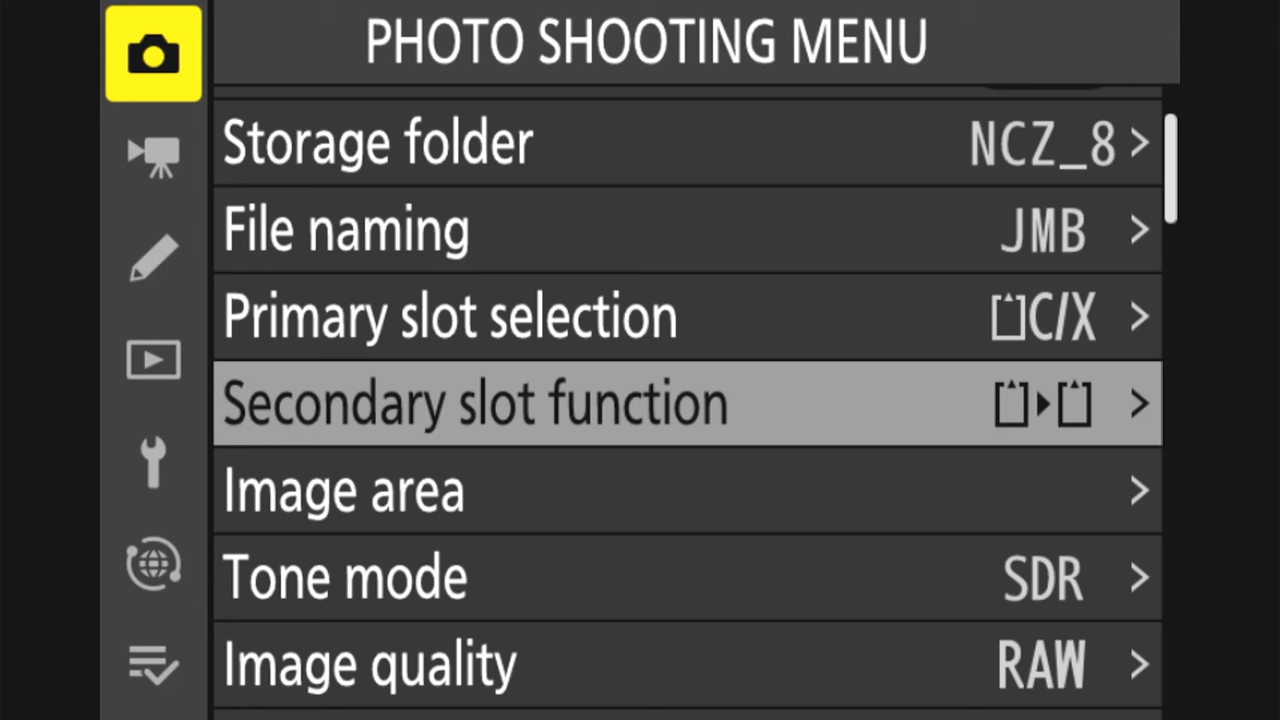 PHOTO SHOOTING MENU
Storage folder NCZ_8 >
File naming JMB >
Primary slot selection C/X >
Secondary slot function >
Image area >
Tone mode SDR >
Image quality RAW >